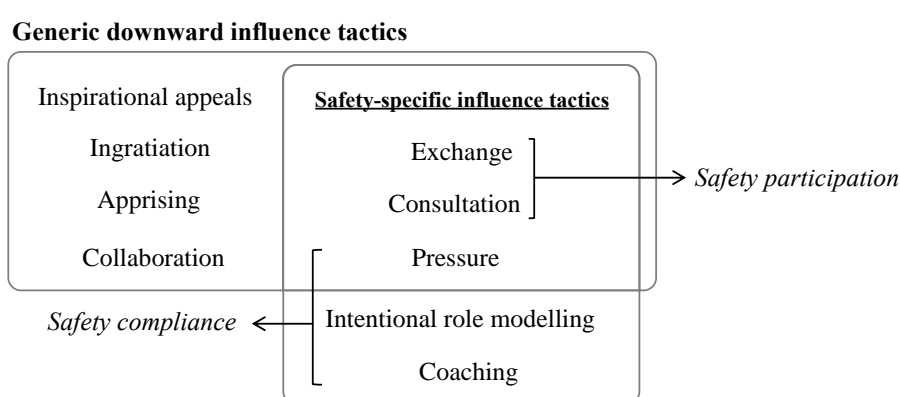 Generic downward influence tactics
Inspirational appeals
Safety-specific influence tactics
Ingratiation
Exchange
Apprising
Consultation
Safety participation
Collaboration
Pressure
Safety compliance
Intentional role modelling
Coaching